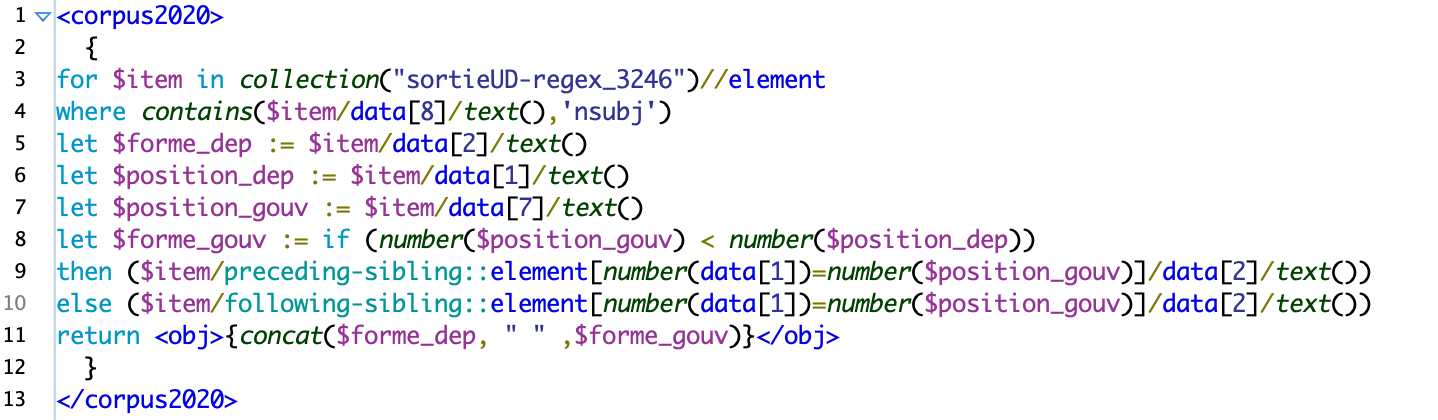 1 <corpus2020>
2 {
3 for $item in collection("sortieUD-regex_3246")//element
4 where contains($item/data[8]/text(),'nsubj')
5 let $forme_dep := $item/data[2]/text()
6 let $position_dep := $item/data[1]/text()
7 let $position_gouv := $item/data[7]/text()
8 let $forme_gouv := if (number($position_gouv) < number($position_dep))
9 then ($item/preceding-sibling::element[number(data[1])=number($position_gouv)]/data[2]/text())
10 else ($item/following-sibling::element[number(data[1])=number($position_gouv)]/data[2]/text())
11 return <obj>{concat($forme_dep, " " ,$forme_gouv)}</obj>
12 }
13 </corpus2020>